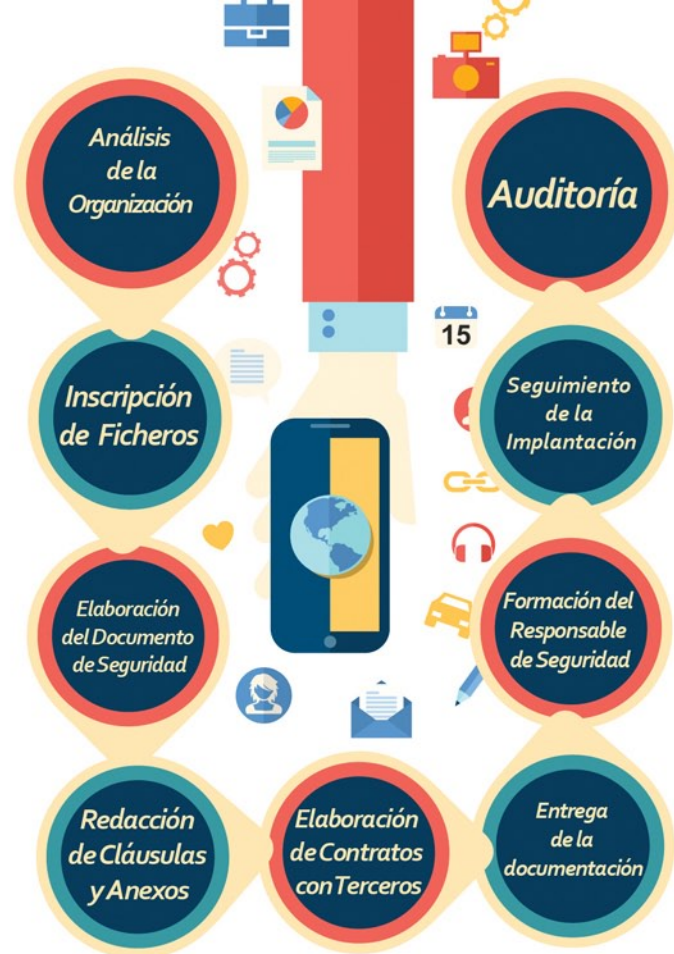 Análisis
de la
Organización
Inscripción
de Ficheros
Elaboración
del Documento
de Seguridad
Redacción
de Cláusulas
y Anexos
Elaboración
de Contratos
con Terceros
Entrega
de la
documentación
Formación del
Responsable
de Seguridad
Seguimiento
de la
Implantación
Auditoría
15